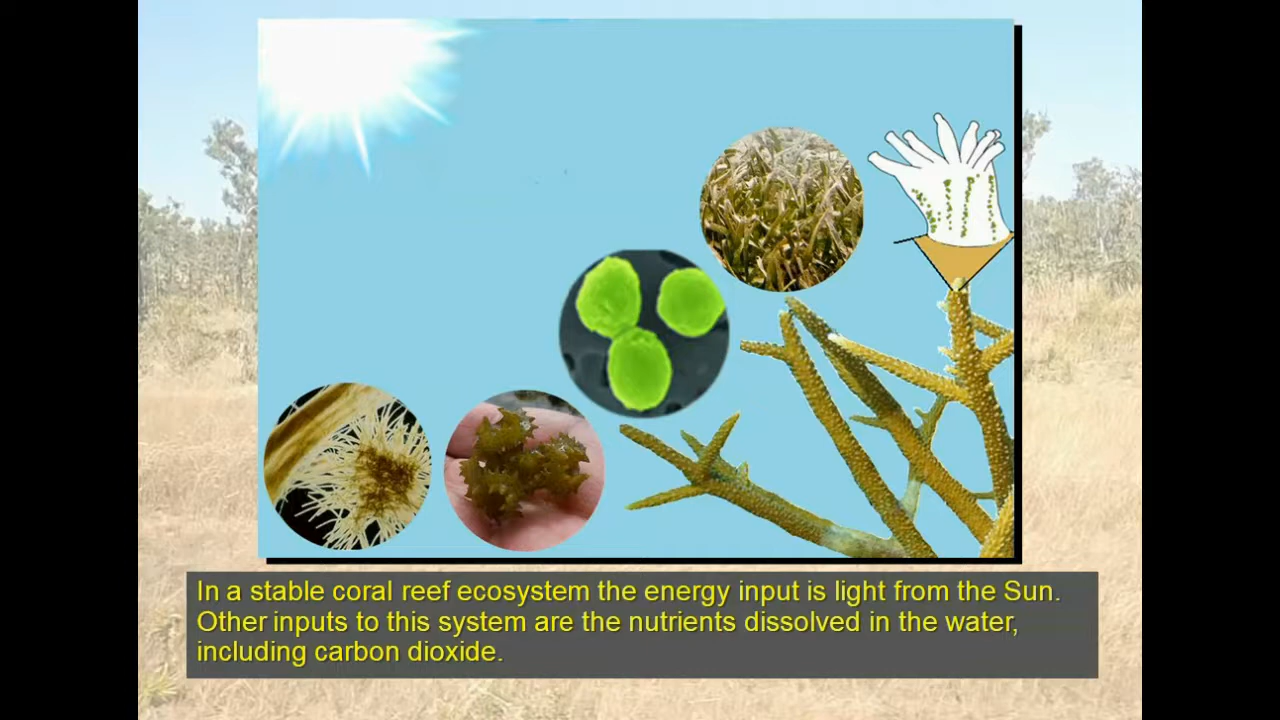 In a stable coral reef ecosystem the energy input is light from the Sun.
Other inputs to this system are the nutrients dissolved in the water,
including carbon dioxide.